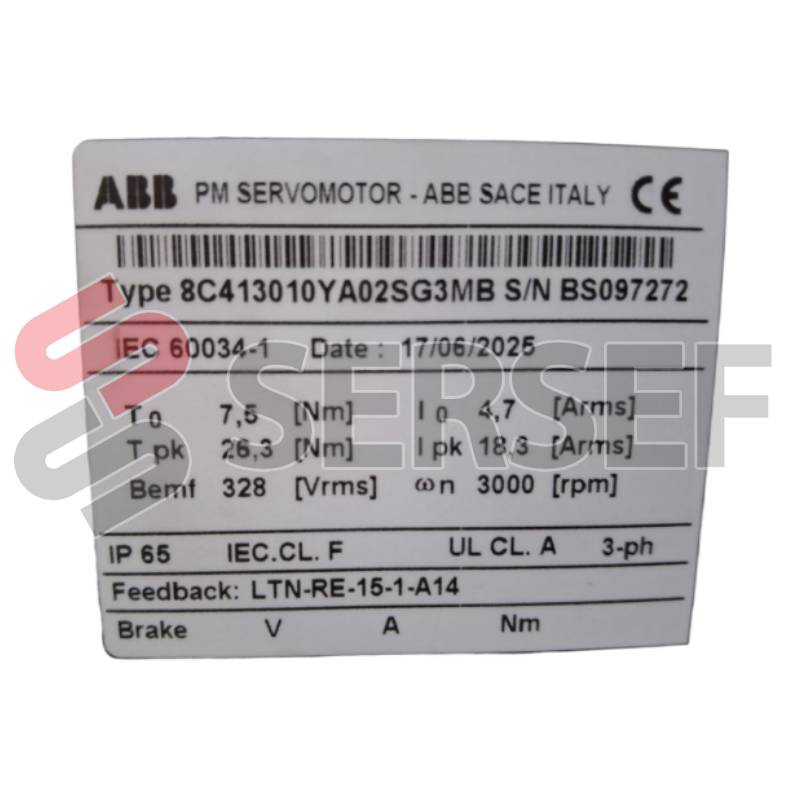 ABB PM SERVOMOTOR - ABB SACE ITALY CE
Type 8C413010YA02SG3MB S/N BS097272
IEC 60034-1 Date : 17/06/2025
SERSEF
T0 7,5 [Nm] I0 4,7 [Arms]
T pk 26,3 [Nm] I pk 18,3 [Arms]
Bemf 328 [Vrms] ωn 3000 [rpm]
IP 65 IEC.CL. F UL CL. A 3-ph
Feedback: LTN-RE-15-1-A14
Brake V A Nm